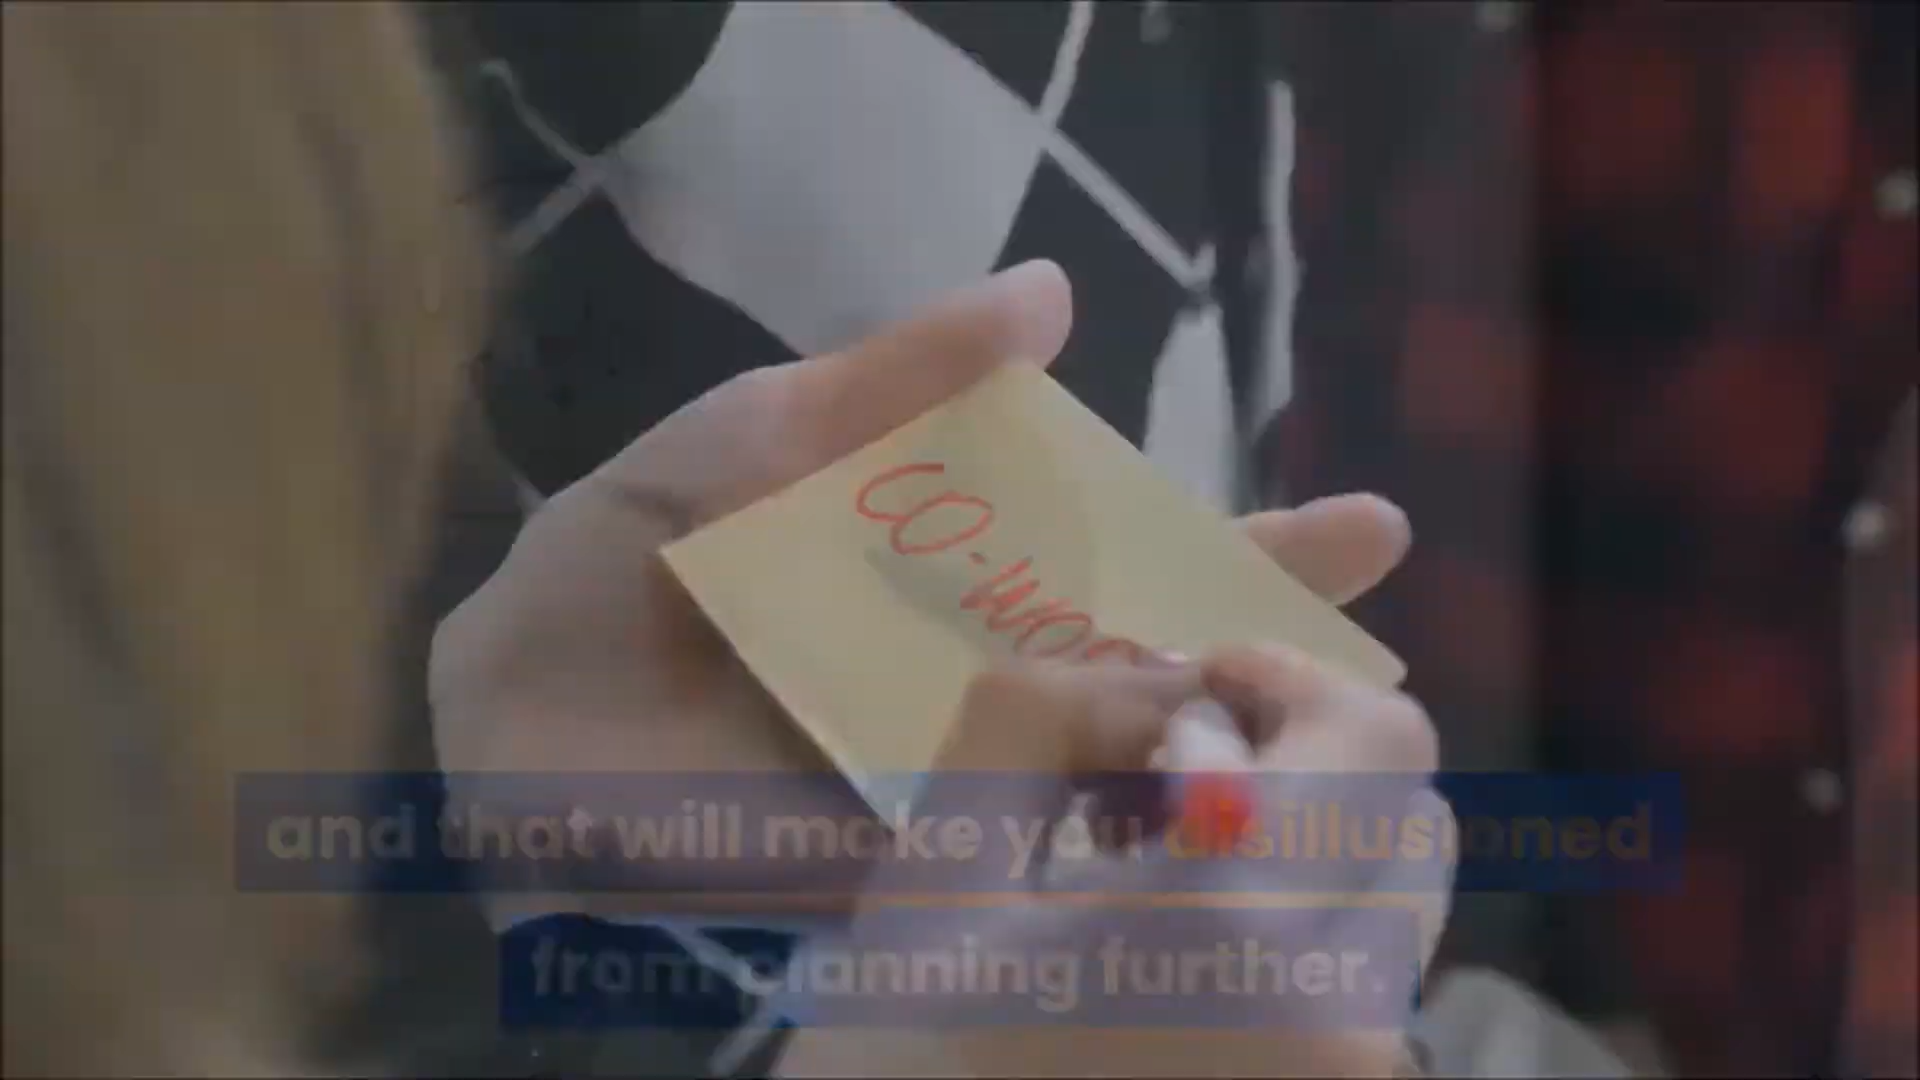 CO-WO
and that will make you disillusioned
from planning further.